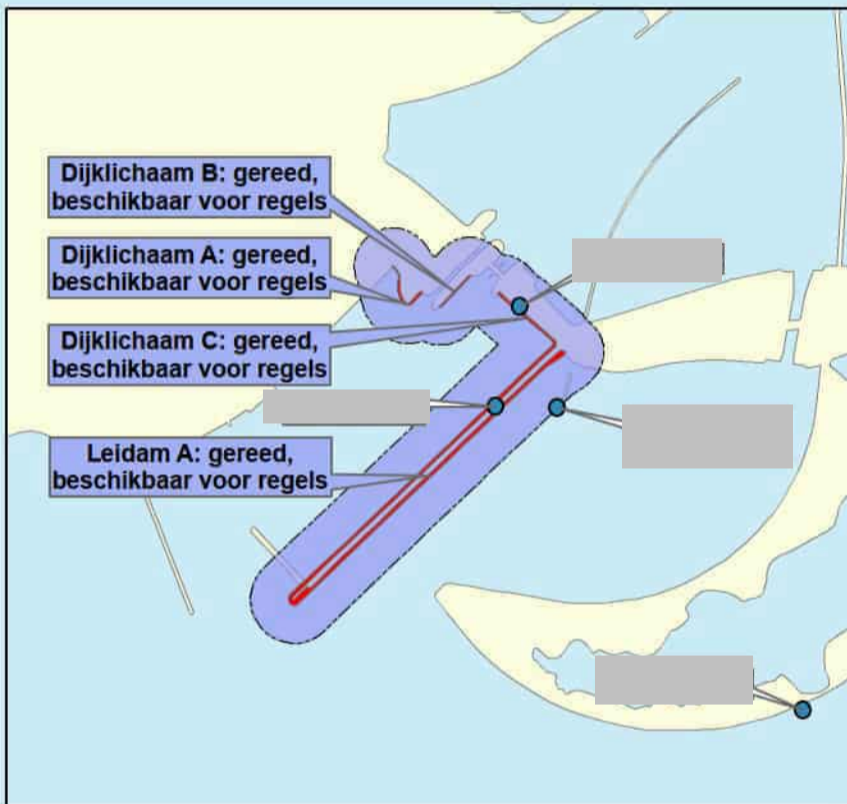 Dijklichaam B: gereed,
beschikbaar voor regels
Dijklichaam A: gereed,
beschikbaar voor regels
Dijklichaam C: gereed,
beschikbaar voor regels
Leidam A: gereed,
beschikbaar voor regels